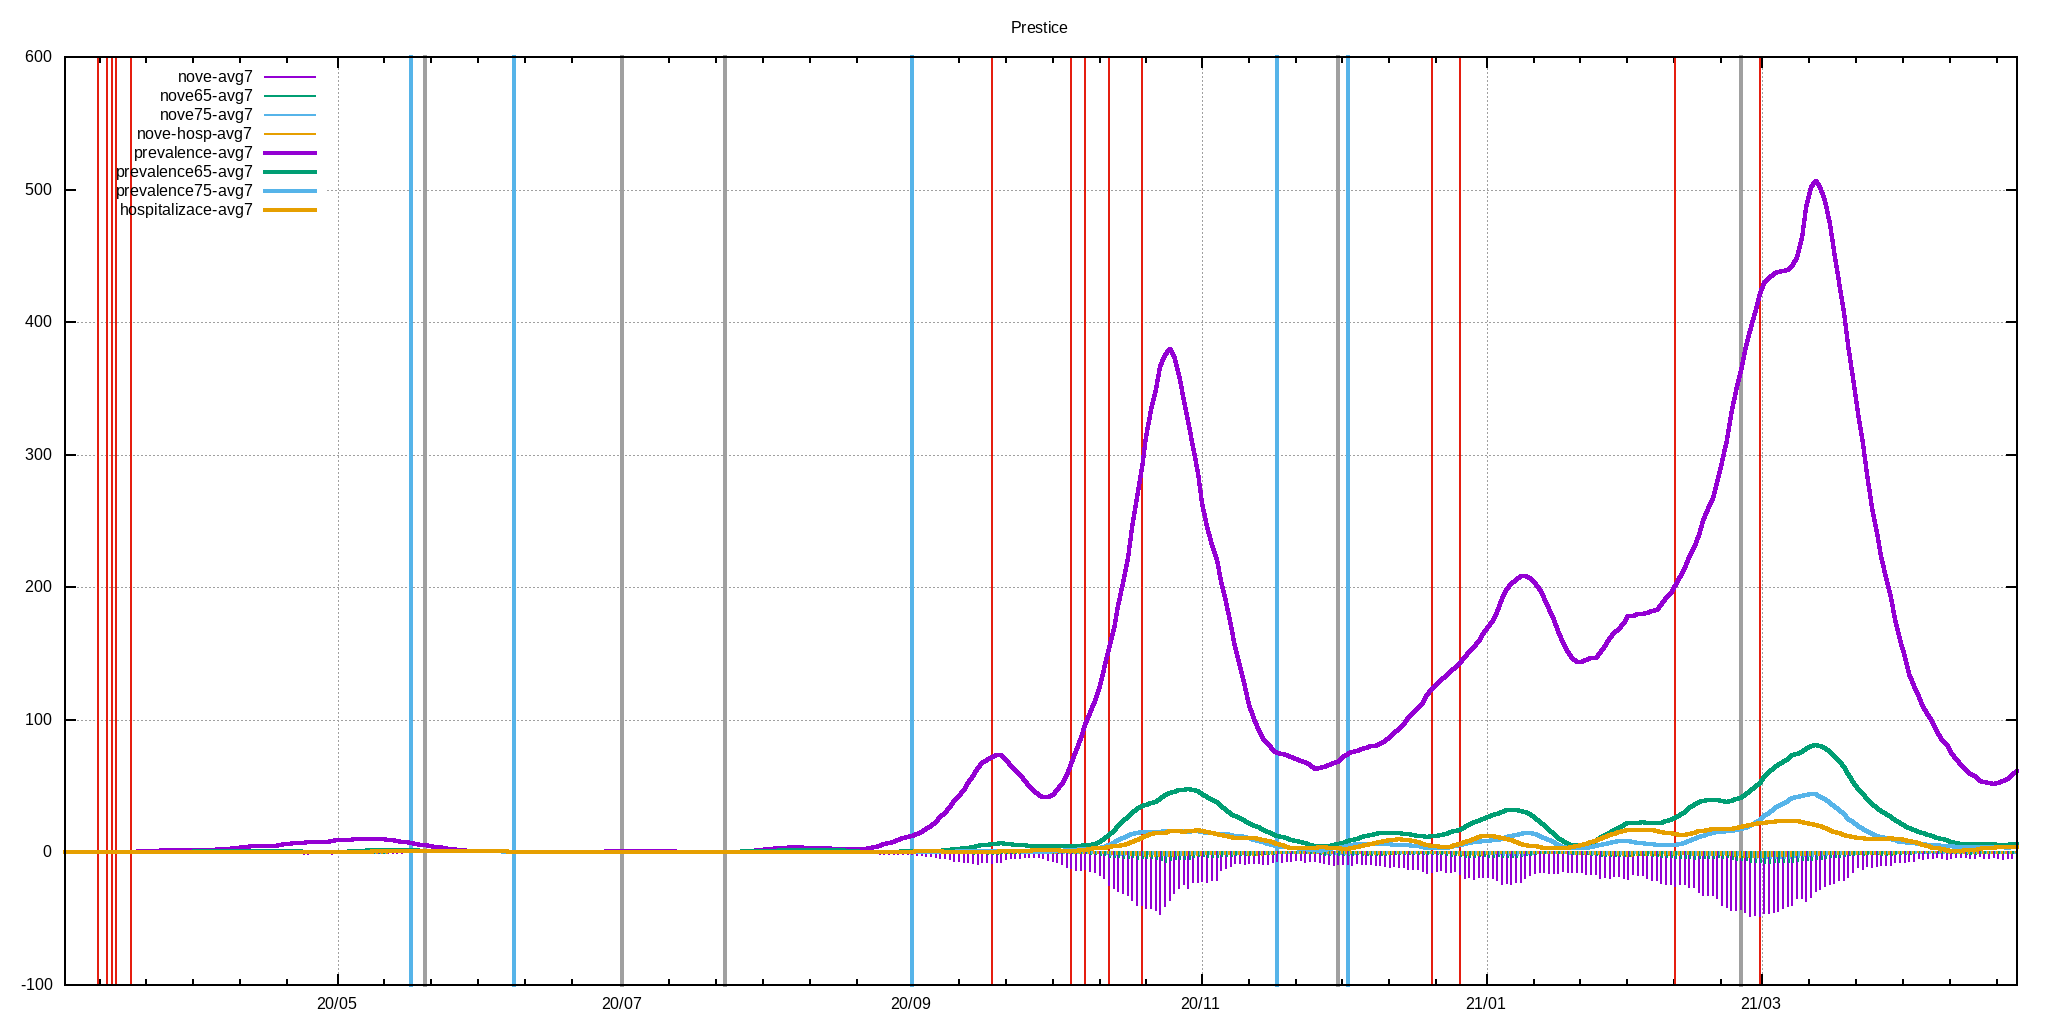 Prestice
600
nove-avg7
nove65-avg7
nove75-avg7
nove-hosp-avg7
prevalence-avg7
prevalence65-avg7
prevalence75-avg7
hospitalizace-avg7
500
400
300
200
100
0
-100
20/05
20/07
20/09
20/11
21/01
21/03